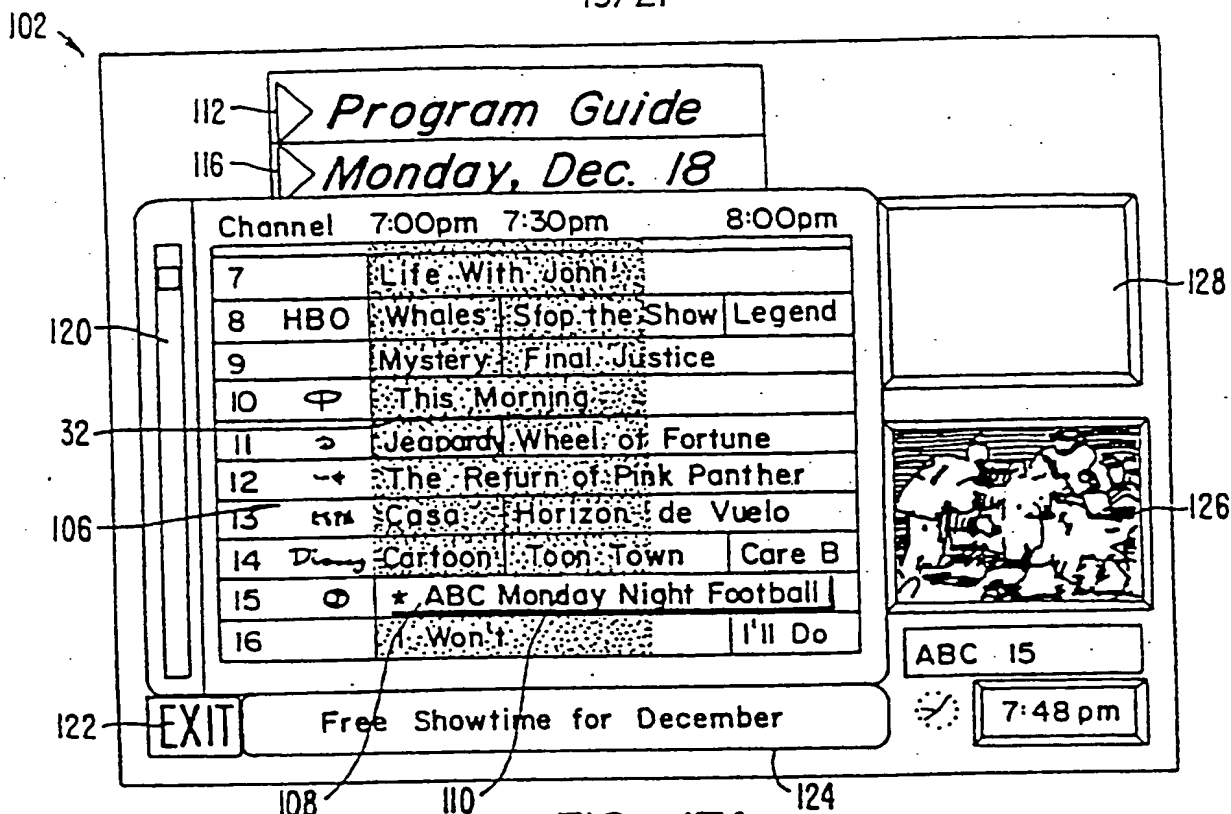 102
112 Program Guide
116 Monday, Dec. 18
Channel 7:00pm 7:30pm 8:00pm
7 Life With John
8 HBO Whales Stop the Show Legend
128
120
9 Mystery Final Justice
10 This Morning
32
11 Jeapardy Wheel of Fortune
12 The Return of Pink Panther
106
13 Casa Horizon de Vuelo
126
14 Disney Cartoon Toon Town Care B
15 * ABC Monday Night Football
16 I Won't I'll Do
ABC 15
122 EXIT Free Showtime for December 7:48 pm
108 110 124